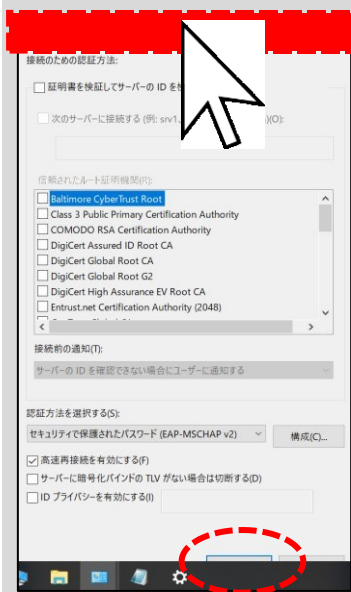 接続のための認証方法:
証明書を検証してサーバーの ID を
次のサーバーに接続する (例: srv1、 )(O):
信頼されたルート証明機関(R):
Baltimore CyberTrust Root
Class 3 Public Primary Certification Authority
COMODO RSA Certification Authority
DigiCert Assured ID Root CA
DigiCert Global Root CA
DigiCert Global Root G2
DigiCert High Assurance EV Root CA
Entrust.net Certification Authority (2048)
接続前の通知(T):
サーバーの ID を確認できない場合にユーザーに通知する
認証方法を選択する(S):
セキュリティで保護されたパスワード (EAP-MSCHAP v2)
構成(C)...
高速再接続を有効にする(F)
サーバーに暗号化バインドの TLV がない場合は切断する(D)
ID プライバシーを有効にする(I)